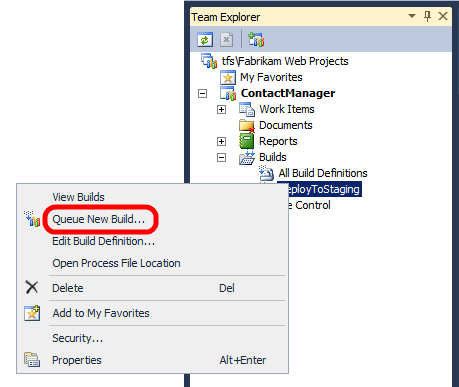 Team Explorer
tfs\Fabrikam Web Projects
My Favorites
ContactManager
Work Items
Documents
Reports
Builds
All Build Definitions
eployToStaging
e Control
View Builds
Queue New Build...
Edit Build Definition...
Open Process File Location
Delete Del
Add to My Favorites
Security...
Properties Alt+Enter